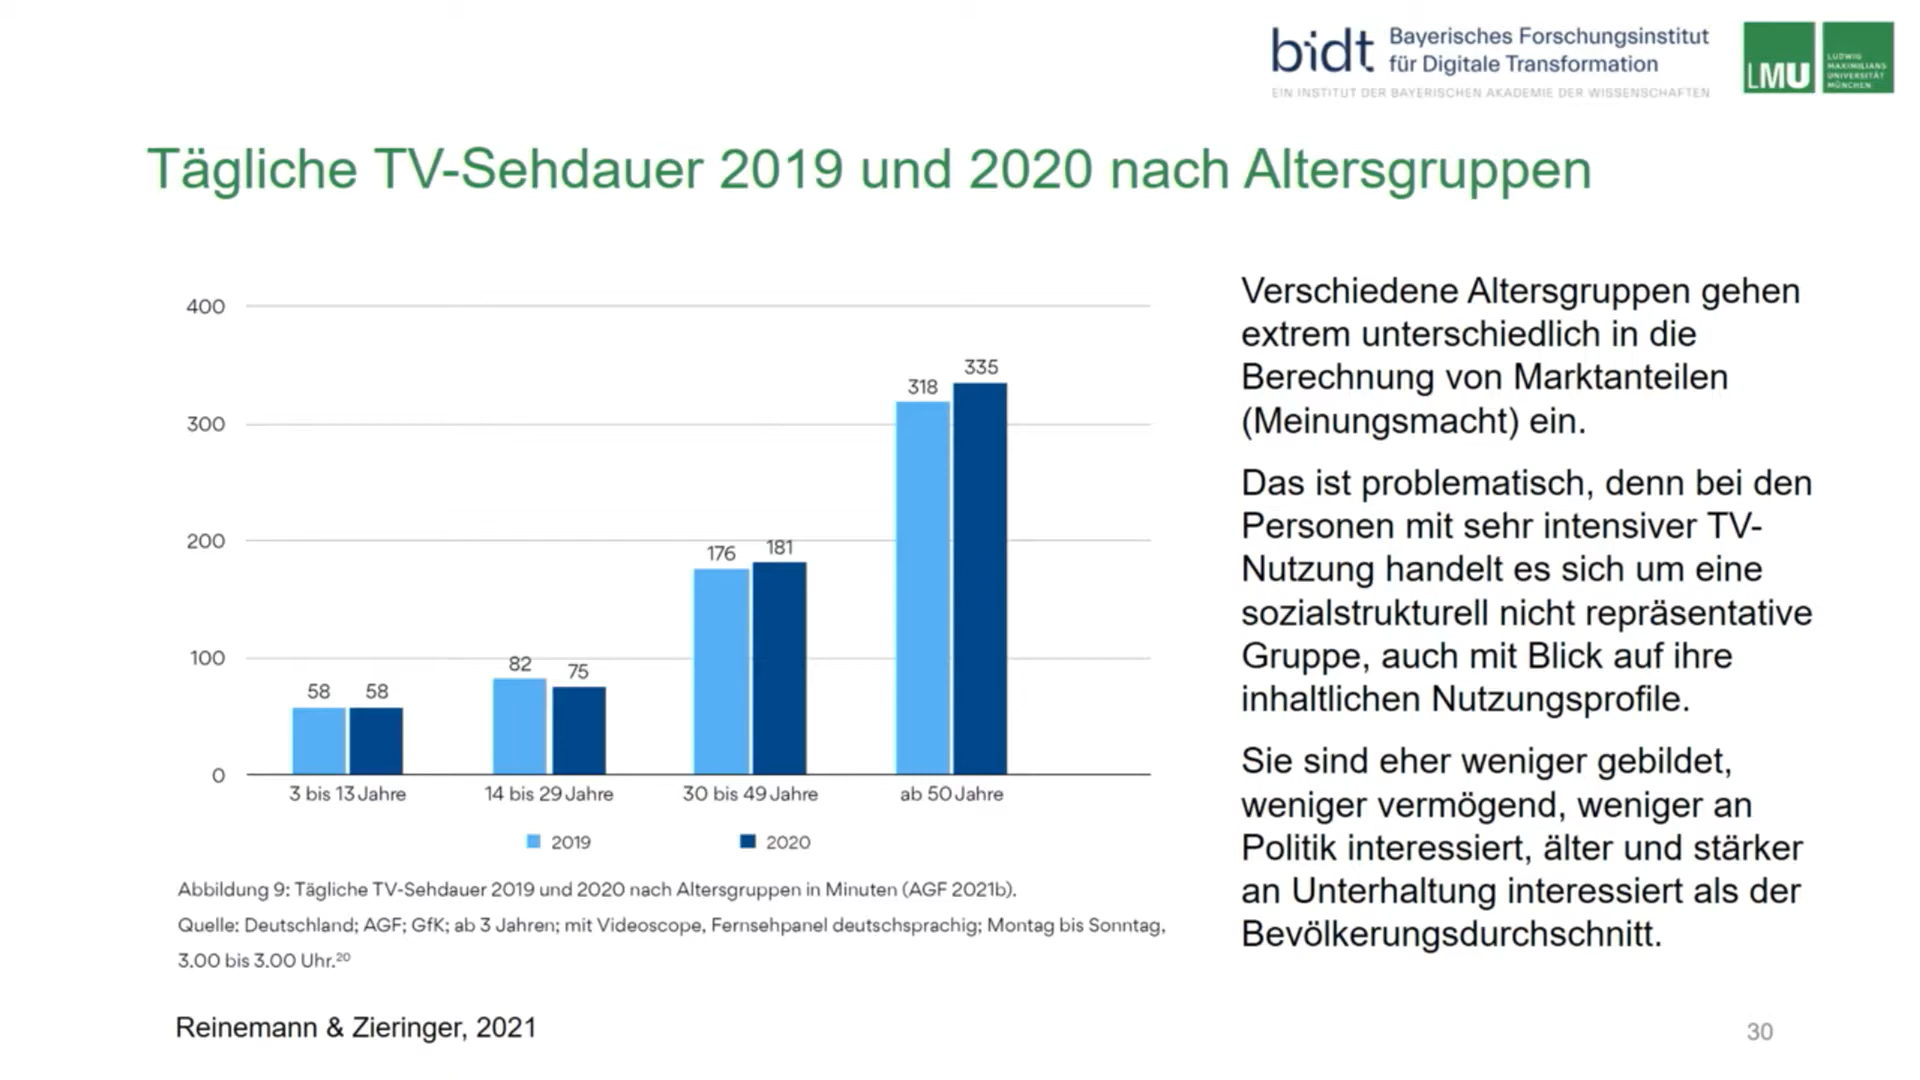 bidt Bayerisches Forschungsinstitut
für Digitale Transformation
EIN INSTITUT DER BAYERISCHEN AKADEMIE DER WISSENSCHAFTEN
LMU
LUDWIG
MAXIMILIANS
UNIVERSITÄT
MÜNCHEN
Tägliche TV-Sehdauer 2019 und 2020 nach Altersgruppen
400
300
200
100
0
58 58
82 75
176 181
318 335
3 bis 13 Jahre
14 bis 29 Jahre
30 bis 49 Jahre
ab 50 Jahre
2019 2020
Abbildung 9: Tägliche TV-Sehdauer 2019 und 2020 nach Altersgruppen in Minuten (AGF 2021b).
Quelle: Deutschland; AGF; GfK; ab 3 Jahren; mit Videoscope, Fernsehpanel deutschsprachig; Montag bis Sonntag,
3.00 bis 3.00 Uhr.²⁰
Verschiedene Altersgruppen gehen
extrem unterschiedlich in die
Berechnung von Marktanteilen
(Meinungsmacht) ein.
Das ist problematisch, denn bei den
Personen mit sehr intensiver TV-
Nutzung handelt es sich um eine
sozialstrukturell nicht repräsentative
Gruppe, auch mit Blick auf ihre
inhaltlichen Nutzungsprofile.
Sie sind eher weniger gebildet,
weniger vermögend, weniger an
Politik interessiert, älter und stärker
an Unterhaltung interessiert als der
Bevölkerungsdurchschnitt.
Reinemann & Zieringer, 2021
30